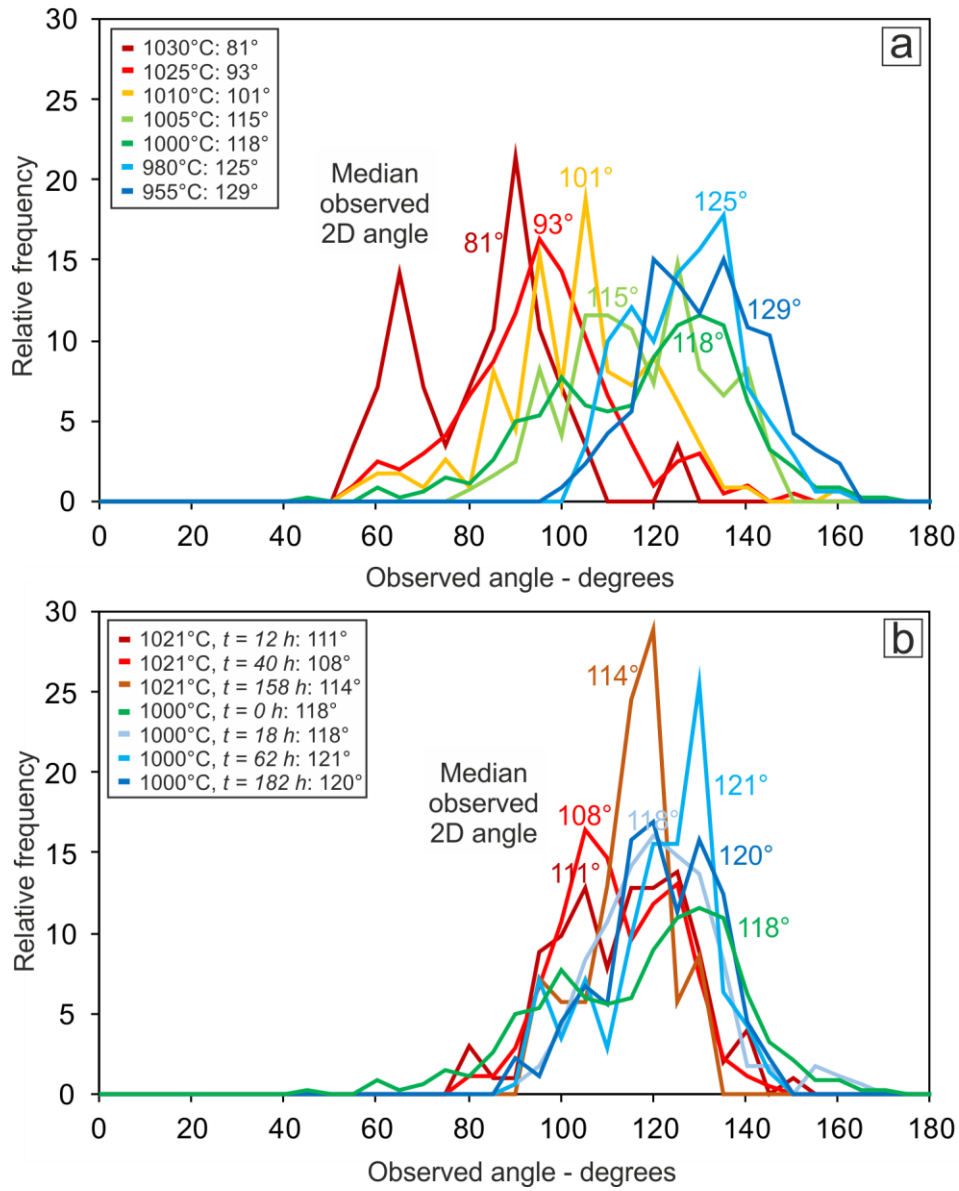 30
25
20
15
10
5
0
Relative frequency
1030°C: 81°
1025°C: 93°
1010°C: 101°
1005°C: 115°
1000°C: 118°
980°C: 125°
955°C: 129°
a
Median
observed
2D angle
81°
93°
101°
115°
118°
125°
129°
0 20 40 60 80 100 120 140 160 180
Observed angle - degrees
30
25
20
15
10
5
0
Relative frequency
1021°C, t = 12 h: 111°
1021°C, t = 40 h: 108°
1021°C, t = 158 h: 114°
1000°C, t = 0 h: 118°
1000°C, t = 18 h: 118°
1000°C, t = 62 h: 121°
1000°C, t = 182 h: 120°
b
Median
observed
2D angle
114°
108°
111°
118°
121°
120°
118°
0 20 40 60 80 100 120 140 160 180
Observed angle - degrees